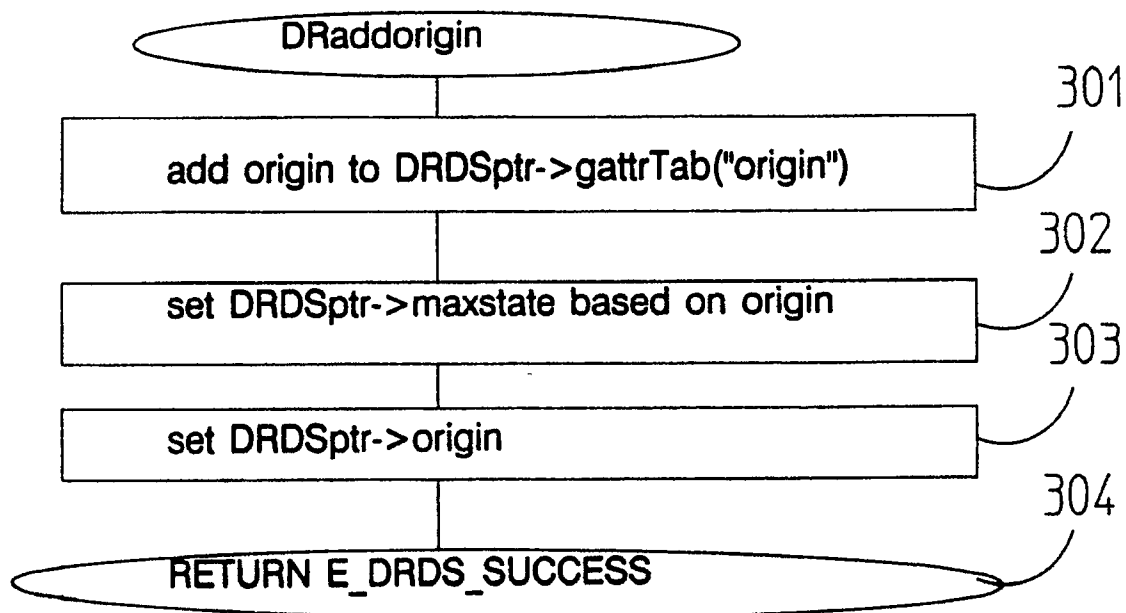 DRaddorigin
301
add origin to DRDSptr->gattrTab("origin")
302
set DRDSptr->maxstate based on origin
303
set DRDSptr->origin
304
RETURN E_DRDS_SUCCESS